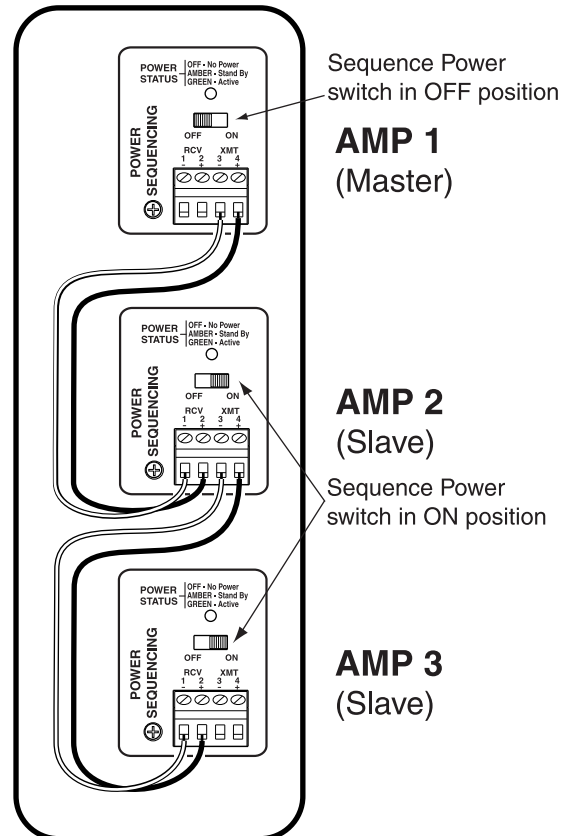 POWER STATUS
OFF - No Power
AMBER - Stand By
GREEN - Active
OFF ON
POWER SEQUENCING
RCV XMT
1 2 3 4
- + - +
Sequence Power
switch in OFF position
AMP 1
(Master)
POWER STATUS
OFF - No Power
AMBER - Stand By
GREEN - Active
OFF ON
POWER SEQUENCING
RCV XMT
1 2 3 4
- + - +
AMP 2
(Slave)
Sequence Power
switch in ON position
POWER STATUS
OFF - No Power
AMBER - Stand By
GREEN - Active
OFF ON
POWER SEQUENCING
RCV XMT
1 2 3 4
- + - +
AMP 3
(Slave)